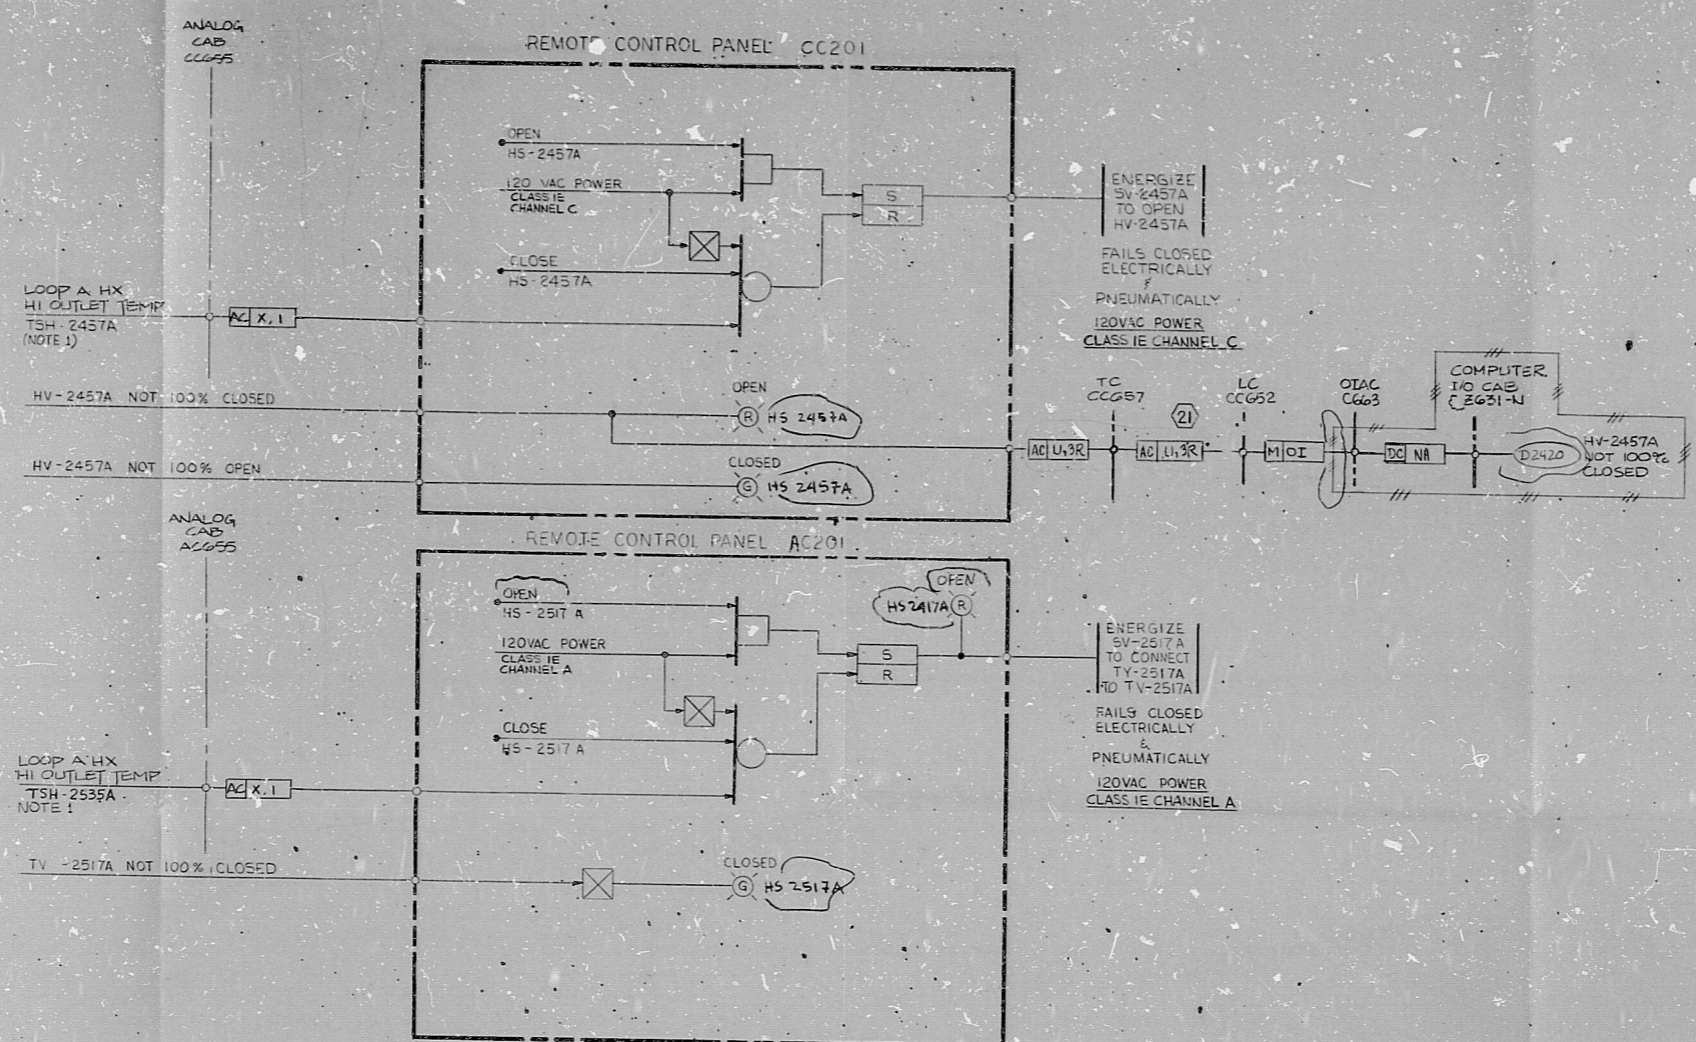 ANALOG
CAB
CC655
REMOTE CONTROL PANEL CC201
OPEN
HS-2457A
120 VAC POWER
CLASS IE
CHANNEL C
CLOSE
HS-2457A
S
R
ENERGIZE
SV-2457A
TO OPEN
HV-2457A
FAILS CLOSED
ELECTRICALLY
&
PNEUMATICALLY
120VAC POWER
CLASS IE CHANNEL C
LOOP A HX
HI OUTLET TEMP
TSH-2457A
(NOTE 1)
AC X,1
HV-2457A NOT 100% CLOSED
OPEN
R HS 2457A
HV-2457A NOT 100% OPEN
CLOSED
G HS 2457A
AC U,3R
TC
CC657
21
AC U,3R
LC
CC652
M OI
OIAC
C663
DC NA
COMPUTER
I/O CAB
CZ631-N
D2420
HV-2457A
NOT 100%
CLOSED
ANALOG
CAB
AC655
REMOTE CONTROL PANEL AC201
OPEN
HS-2517A
120VAC POWER
CLASS IE
CHANNEL A
CLOSE
HS-2517A
S
R
OPEN
HS2417A R
ENERGIZE
SV-2517A
TO CONNECT
TY-2517A
TO TV-2517A
FAILS CLOSED
ELECTRICALLY
&
PNEUMATICALLY
120VAC POWER
CLASS IE CHANNEL A
LOOP A HX
HI OUTLET TEMP
TSH-2535A
NOTE 1
AC X,1
TV-2517A NOT 100% CLOSED
CLOSED
G HS 2517A